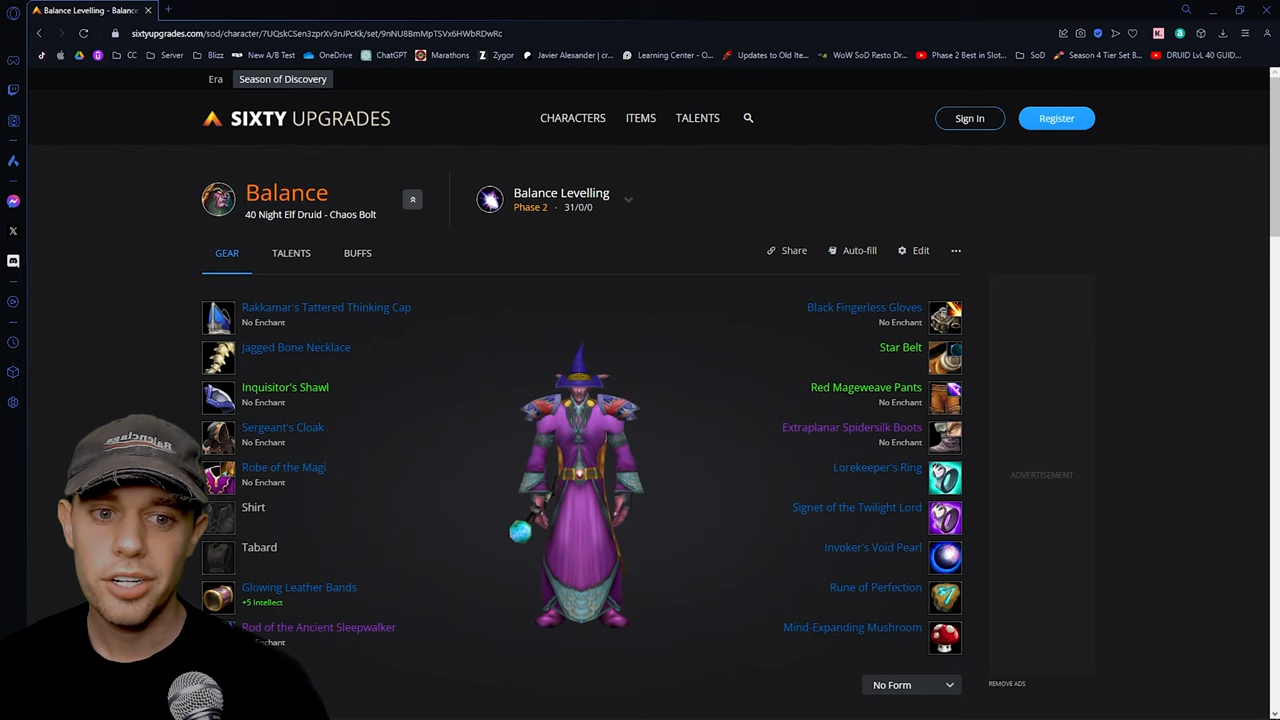 Balance Levelling - Balance
sixtyupgrades.com/sod/character/7UQskCSen3zprXv3nJPcKk/set/9nNU8BmMpTSVx6HWbRDwRc
CC
Server
Blizz
New A/B Test
OneDrive
ChatGPT
Marathons
Zygor
Javier Alexander | cr...
Learning Center - O...
Updates to Old Ite...
WoW SoD Resto Dr...
Phase 2 Best in Slot...
SoD
Season 4 Tier Set B...
DRUID LvL 40 GUID...
Era
Season of Discovery
SIXTY UPGRADES
CHARACTERS
ITEMS
TALENTS
Sign In
Register
Balance
40 Night Elf Druid - Chaos Bolt
Balance Levelling
Phase 2 · 31/0/0
GEAR
TALENTS
BUFFS
Share
Auto-fill
Edit
Rakkamar's Tattered Thinking Cap
No Enchant
Jagged Bone Necklace
Inquisitor's Shawl
No Enchant
Sergeant's Cloak
No Enchant
Robe of the Magi
No Enchant
Shirt
Tabard
Glowing Leather Bands
+5 Intellect
Rod of the Ancient Sleepwalker
Enchant
Black Fingerless Gloves
No Enchant
Star Belt
Red Mageweave Pants
No Enchant
Extraplanar Spidersilk Boots
No Enchant
Lorekeeper's Ring
Signet of the Twilight Lord
Invoker's Void Pearl
Rune of Perfection
Mind-Expanding Mushroom
No Form
ADVERTISEMENT
REMOVE ADS